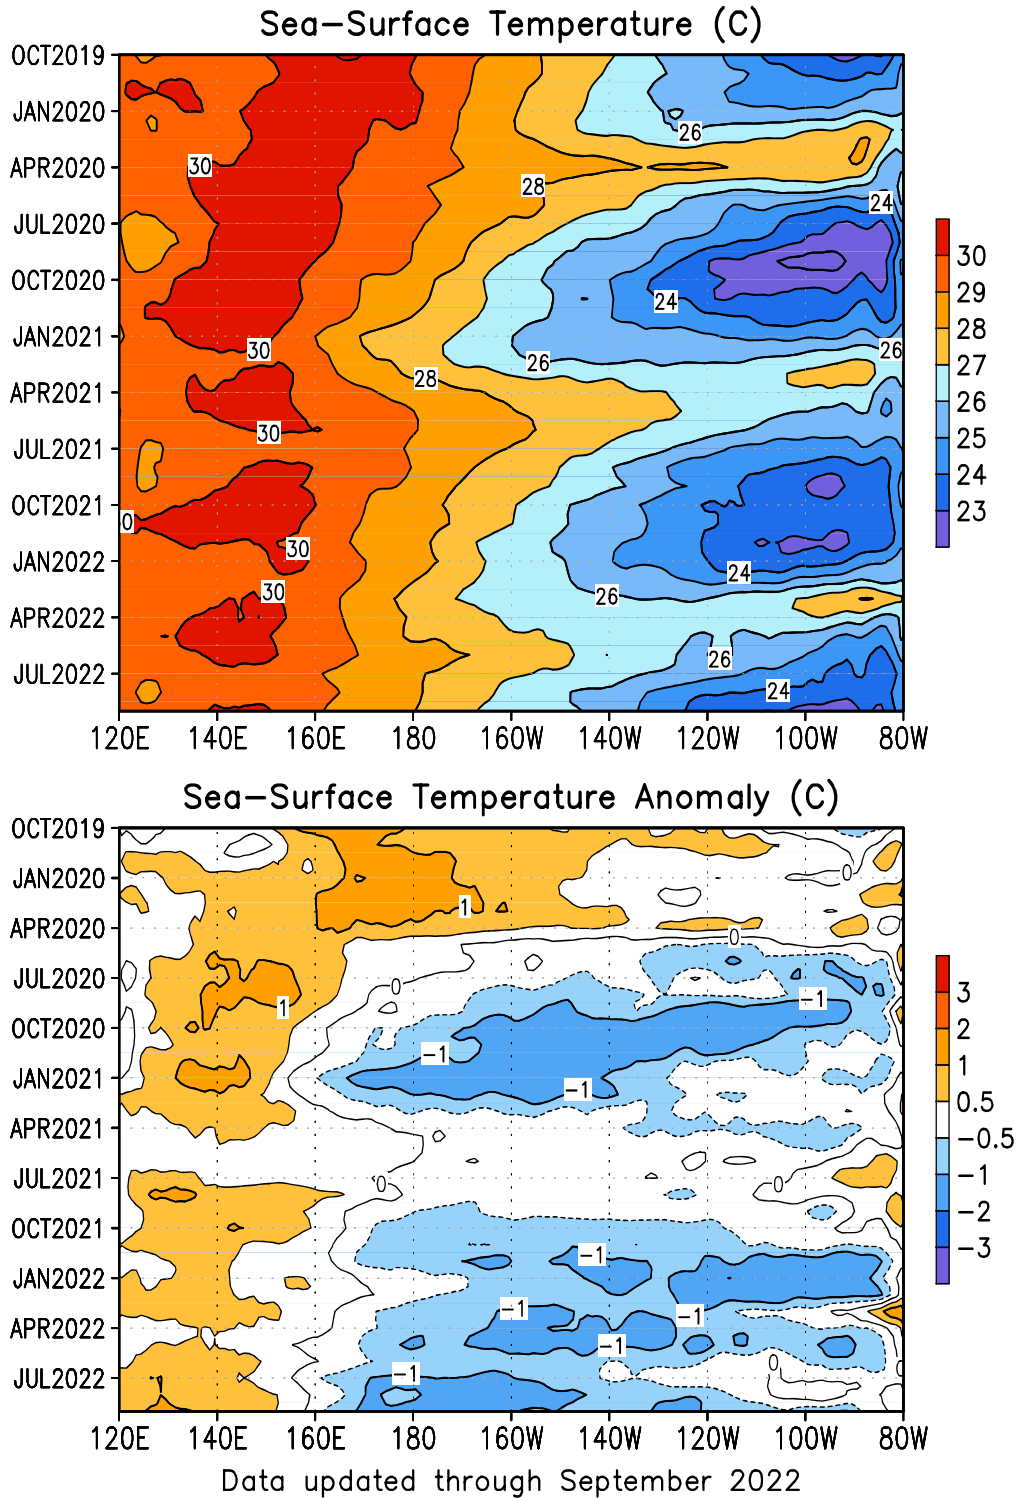 Sea-Surface Temperature (C)
OCT2019
JAN2020
APR2020
JUL2020
OCT2020
JAN2021
APR2021
JUL2021
OCT2021
JAN2022
APR2022
JUL2022
30
28
26
24
24
30
26
26
28
30
0
30
24
30
26
26
24
120E 140E 160E 180 160W 140W 120W 100W 80W
30
29
28
27
26
25
24
23
Sea-Surface Temperature Anomaly (C)
OCT2019
JAN2020
APR2020
JUL2020
OCT2020
JAN2021
APR2021
JUL2021
OCT2021
JAN2022
APR2022
JUL2022
0
1
0
0
1
-1
-1
-1
0
0
-1
-1
-1
-1
0
-1
0
120E 140E 160E 180 160W 140W 120W 100W 80W
3
2
1
0.5
-0.5
-1
-2
-3
Data updated through September 2022